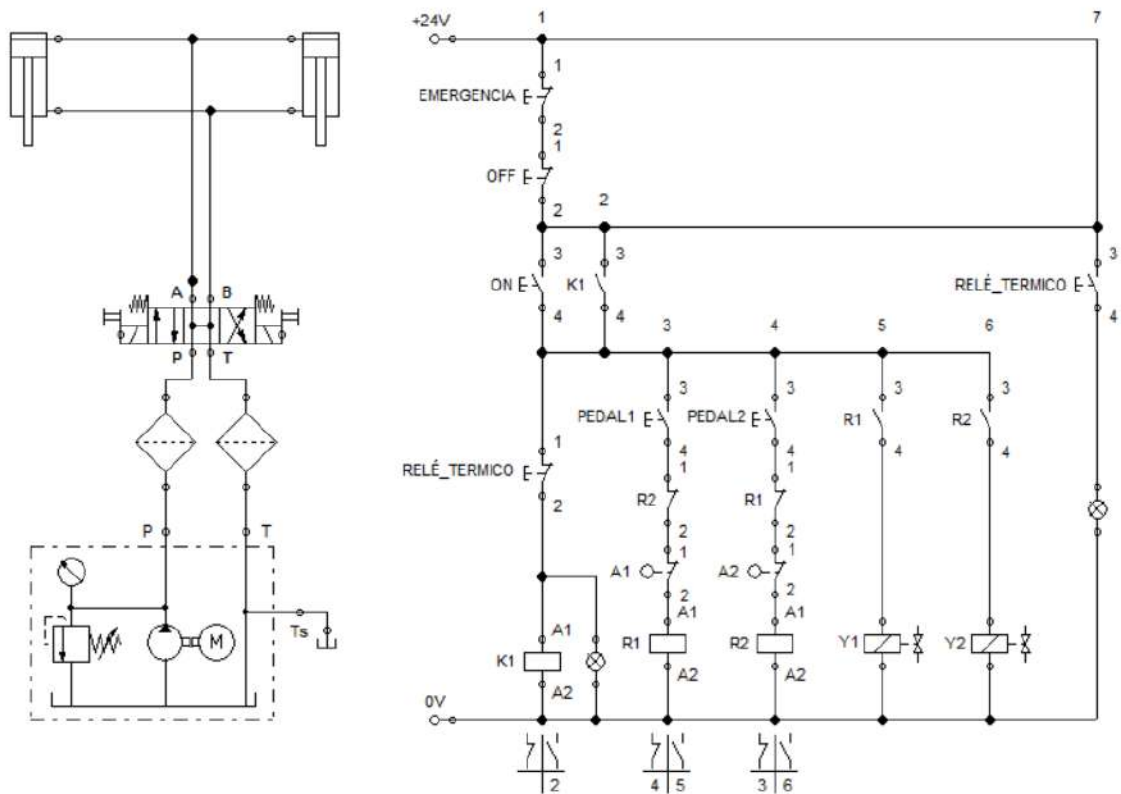 +24V 1 7
1
EMERGENCIA
2
1
OFF
2 2
3 3 3
ON K1 RELÉ_TERMICO
4 4 4
3 4 5 6
3 3 3 3
PEDAL1 PEDAL2 R1 R2
4 4 4 4
1 1 1
RELÉ_TERMICO
2 R2 R1
2 2
1 1
A1 A2
2 2
A1 A1 A1
K1 R1 R2 Y1 Y2
A2 A2 A2
0V
2 4 5 3 6
A B
P T
P T
Ts
M